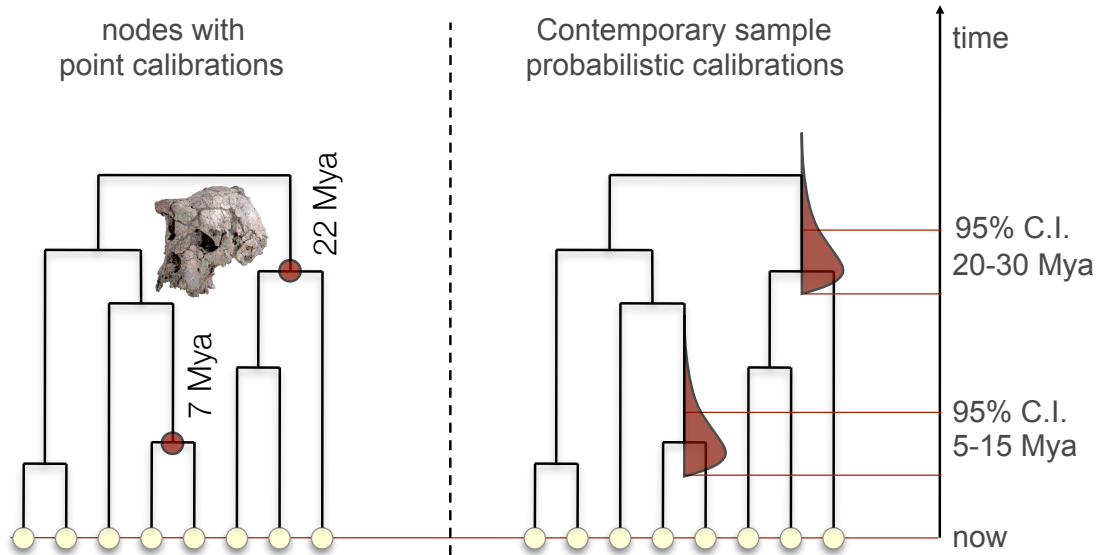 nodes with
point calibrations
22 Mya
7 Mya
Contemporary sample
probabilistic calibrations
time
95% C.I.
20-30 Mya
95% C.I.
5-15 Mya
now